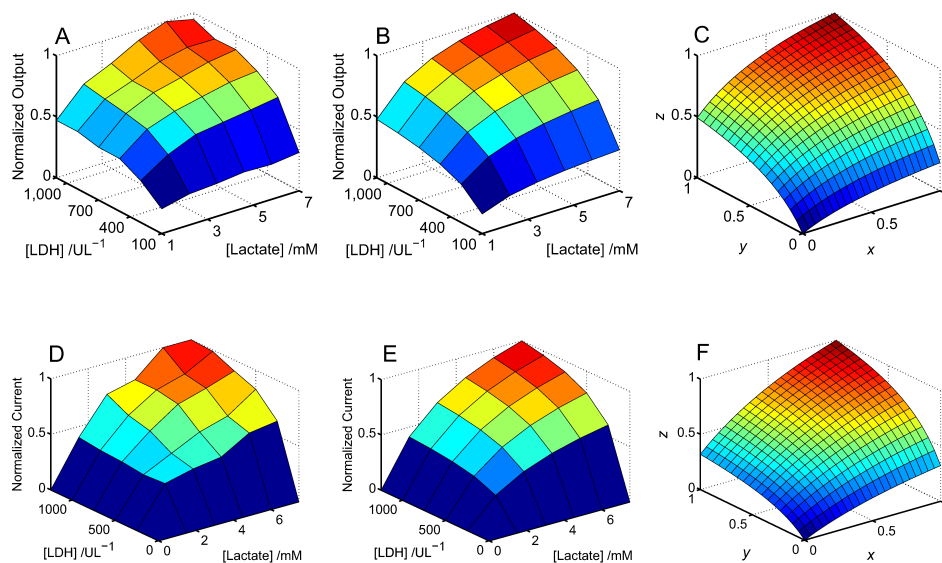 A
Normalized Output
1
0.5
0
1,000
700
400
100
1
3
5
7
[LDH] /UL⁻¹
[Lactate] /mM
B
Normalized Output
1
0.5
0
1,000
700
400
100
1
3
5
7
[LDH] /UL⁻¹
[Lactate] /mM
C
z
1
0.5
0
1
0.5
0
0
0.5
y
x
D
Normalized Current
1
0.5
0
1000
500
0
0
2
4
6
[LDH] /UL⁻¹
[Lactate] /mM
E
Normalized Current
1
0.5
0
1000
500
0
0
2
4
6
[LDH] /UL⁻¹
[Lactate] /mM
F
z
1
0.5
0
1
0.5
0
0
0.5
y
x